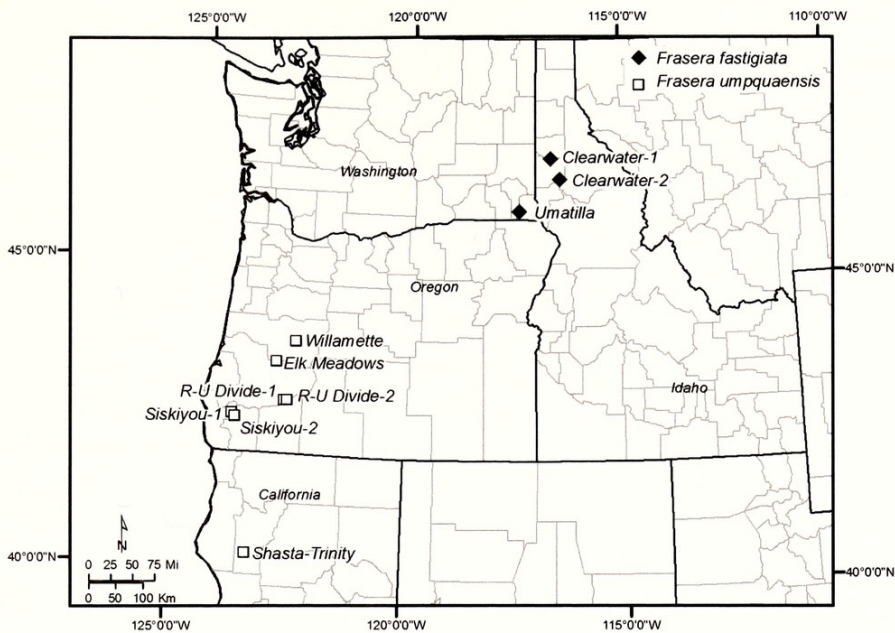 125°0'0"W 120°0'0"W 115°0'0"W 110°0'0"W
Frasera fastigiata
Frasera umpquaensis
Clearwater-1
Washington
Clearwater-2
Umatilla
45°0'0"N
45°0'0"N
Oregon
Willamette
Elk Meadows
R-U Divide-1
R-U Divide-2
Idaho
Siskiyou-1
Siskiyou-2
California
Shasta-Trinity
40°0'0"N
0 25 50 75 Mi
40°0'0"N
0 50 100 Km
125°0'0"W 120°0'0"W 115°0'0"W